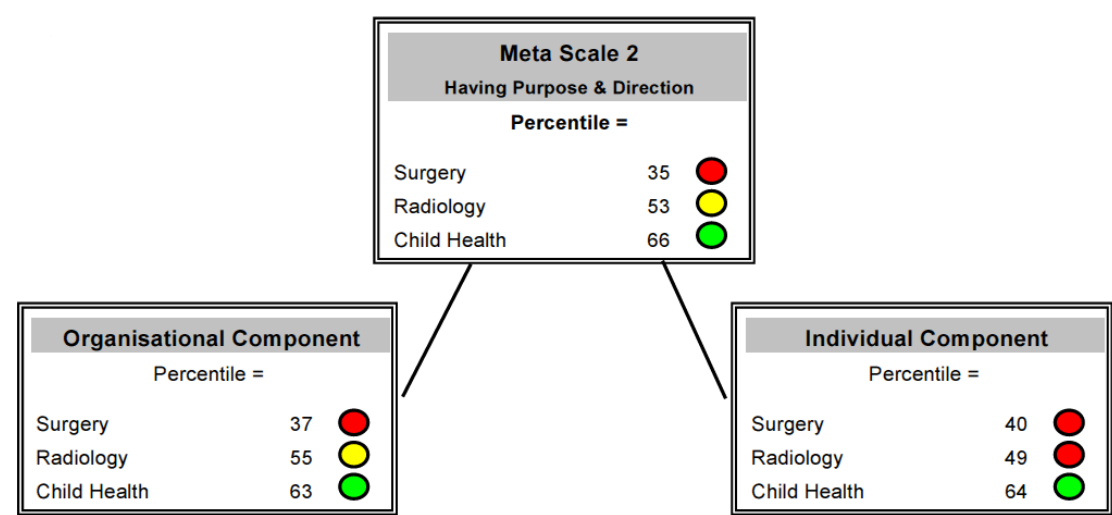 Meta Scale 2
Having Purpose & Direction
Percentile =
Surgery 35
Radiology 53
Child Health 66
Organisational Component
Percentile =
Surgery 37
Radiology 55
Child Health 63
Individual Component
Percentile =
Surgery 40
Radiology 49
Child Health 64